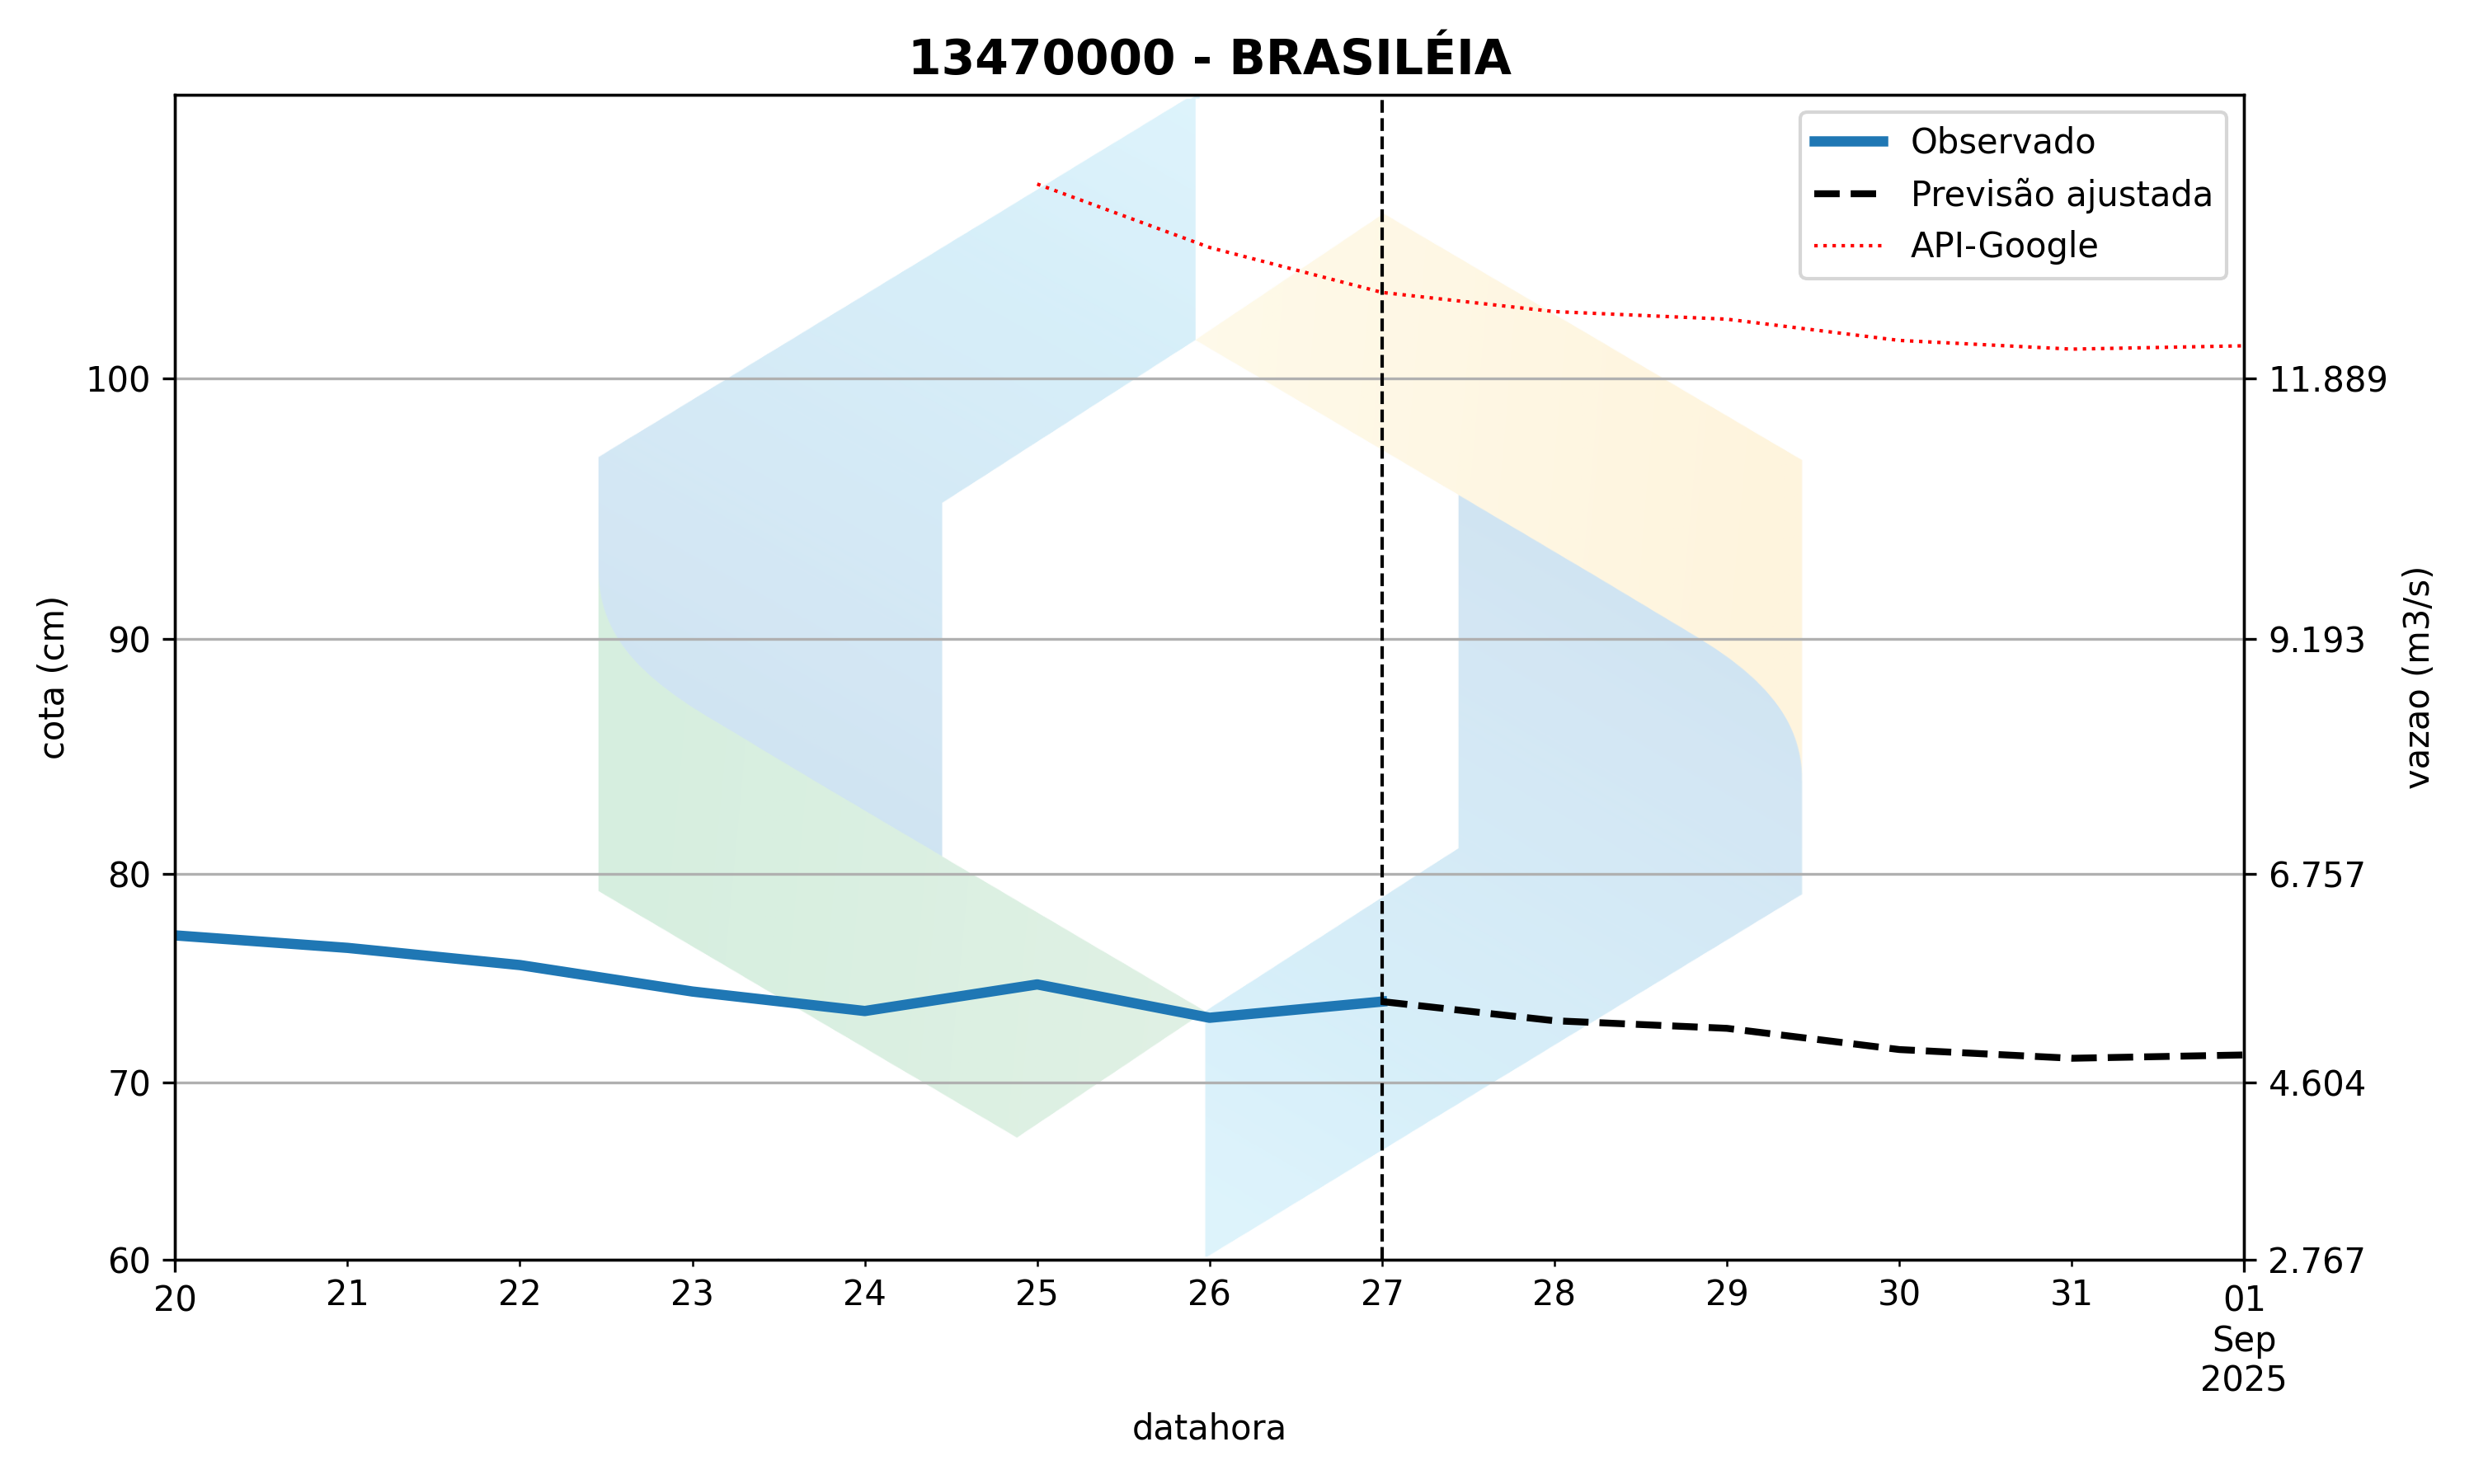 13470000 - BRASILÉIA
Observado
Previsão ajustada
API-Google
100
90
80
70
60
cota (cm)
11.889
9.193
6.757
4.604
2.767
vazao (m3/s)
20 21 22 23 24 25 26 27 28 29 30 31 01
Sep
2025
datahora